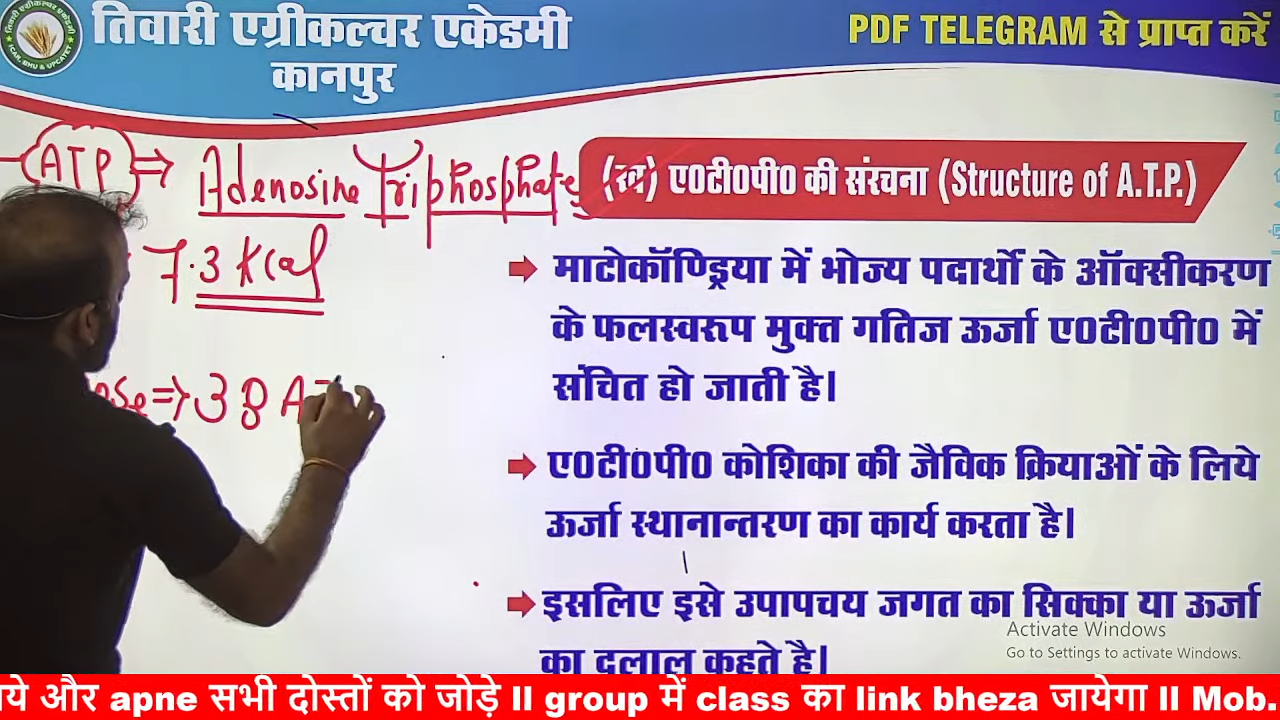 तिवारी एग्रीकल्चर एकेडमी
कानपुर
PDF TELEGRAM से प्राप्त करें
ATP ⇒ Adenosine Triphosphate
7.3 Kcal
⇒ 38 A
(ख) ए0टी0पी0 की संरचना (Structure of A.T.P.)
माटोकॉण्ड्रिया में भोज्य पदार्थो के ऑक्सीकरण
के फलस्वरूप मुक्त गतिज ऊर्जा ए0टी0पी0 में
संचित हो जाती है।
ए0टी0पी0 कोशिका की जैविक क्रियाओं के लिये
ऊर्जा स्थानान्तरण का कार्य करता है।
इसलिए इसे उपापचय जगत का सिक्का या ऊर्जा
का दलाल कहते है।
Activate Windows
Go to Settings to activate Windows.
और apne सभी दोस्तों को जोड़े II group में class का link bheza जायेगा II Mob.